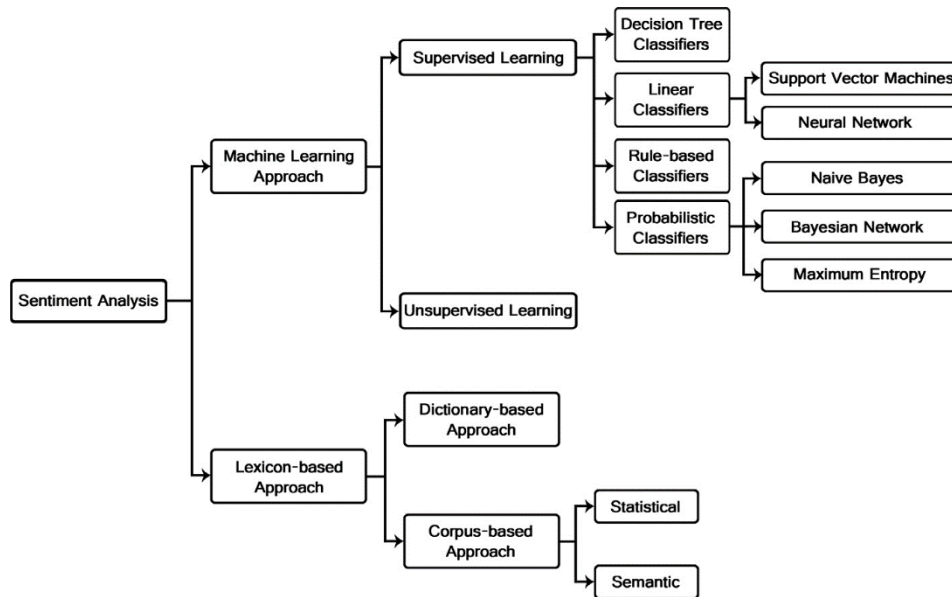 Decision Tree
Classifiers
Supervised Learning
Support Vector Machines
Linear
Classifiers
Neural Network
Machine Learning
Approach
Rule-based
Classifiers
Naive Bayes
Probabilistic
Classifiers
Bayesian Network
Maximum Entropy
Sentiment Analysis
Unsupervised Learning
Dictionary-based
Approach
Lexicon-based
Approach
Statistical
Corpus-based
Approach
Semantic